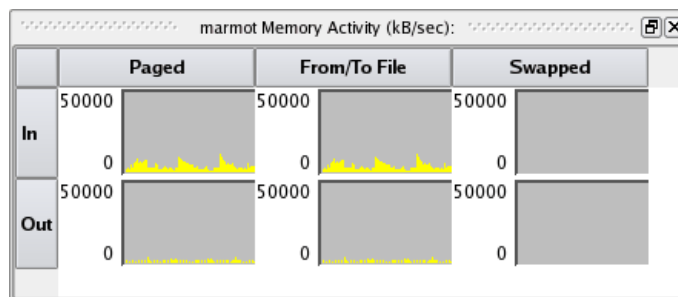 marmot Memory Activity (kB/sec):
Paged From/To File Swapped
50000 50000 50000
In
0 0 0
50000 50000 50000
Out
0 0 0